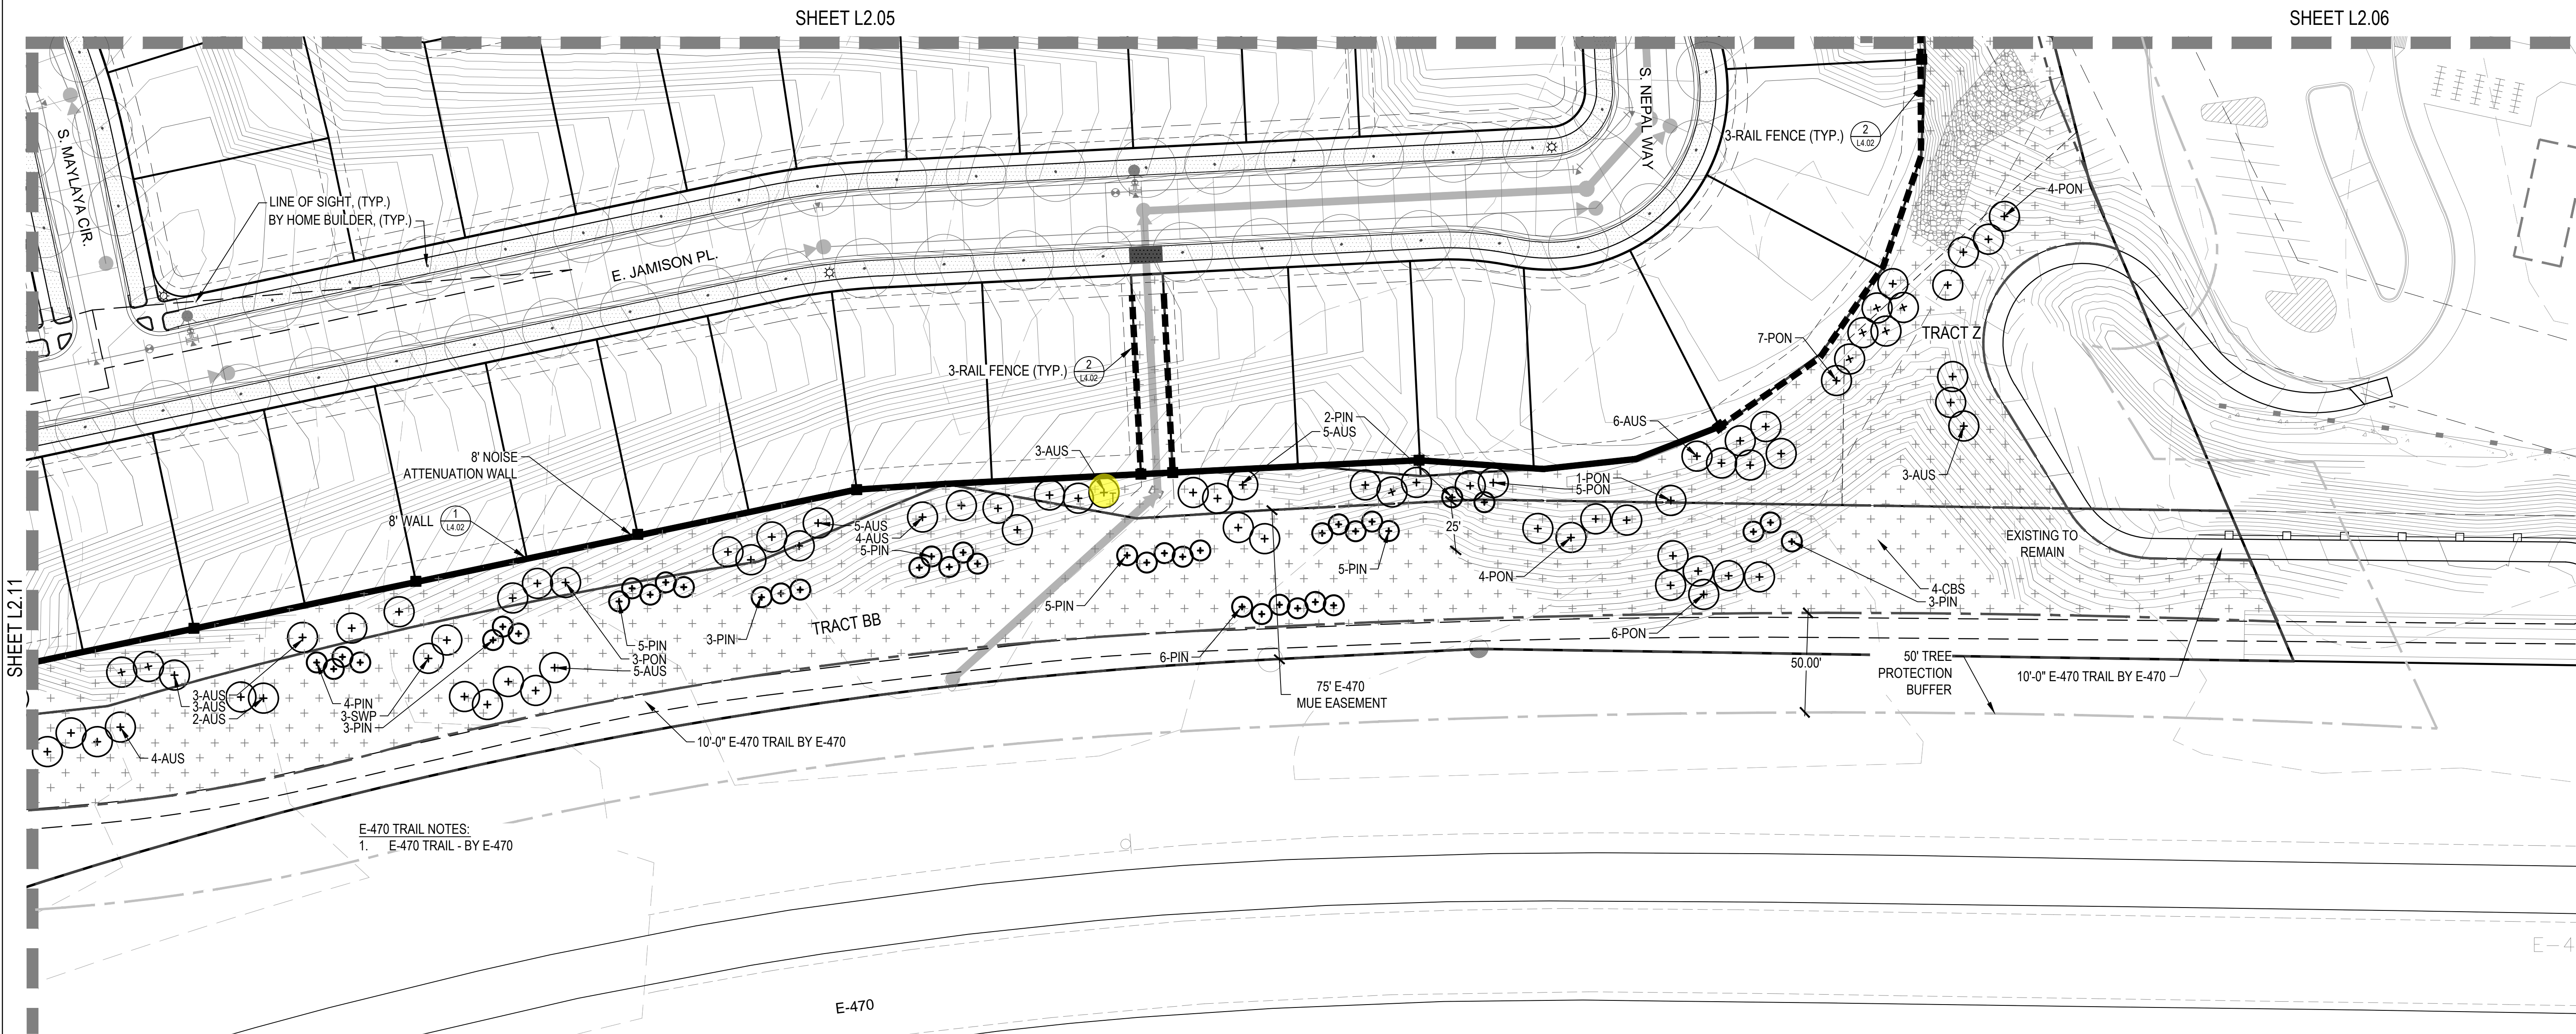 SHEET L2.05
SHEET L2.06
S. MAYLAYA CIR.
S. NEPAL WAY
3-RAIL FENCE (TYP.)
2
L4.02
4-PON
LINE OF SIGHT, (TYP.)
BY HOME BUILDER, (TYP.)
E. JAMISON PL.
TRACT Z
7-PON
3-RAIL FENCE (TYP.)
2
L4.02
2-PIN
5-AUS
6-AUS
3-AUS
8' NOISE
ATTENUATION WALL
3-AUS
1-PON
5-PON
8' WALL
1
L4.02
5-AUS
4-AUS
5-PIN
25'
EXISTING TO
REMAIN
5-PIN
4-PON
4-CBS
3-PIN
5-PIN
TRACT BB
6-PON
3-PIN
5-PIN
3-PON
5-AUS
6-PIN
SHEET L2.11
50.00'
50' TREE
PROTECTION
BUFFER
10'-0" E-470 TRAIL BY E-470
75' E-470
MUE EASEMENT
3-AUS
3-AUS
2-AUS
4-PIN
3-SWP
3-PIN
10'-0" E-470 TRAIL BY E-470
4-AUS
E-470 TRAIL NOTES:
1. E-470 TRAIL - BY E-470
E-4
E-470